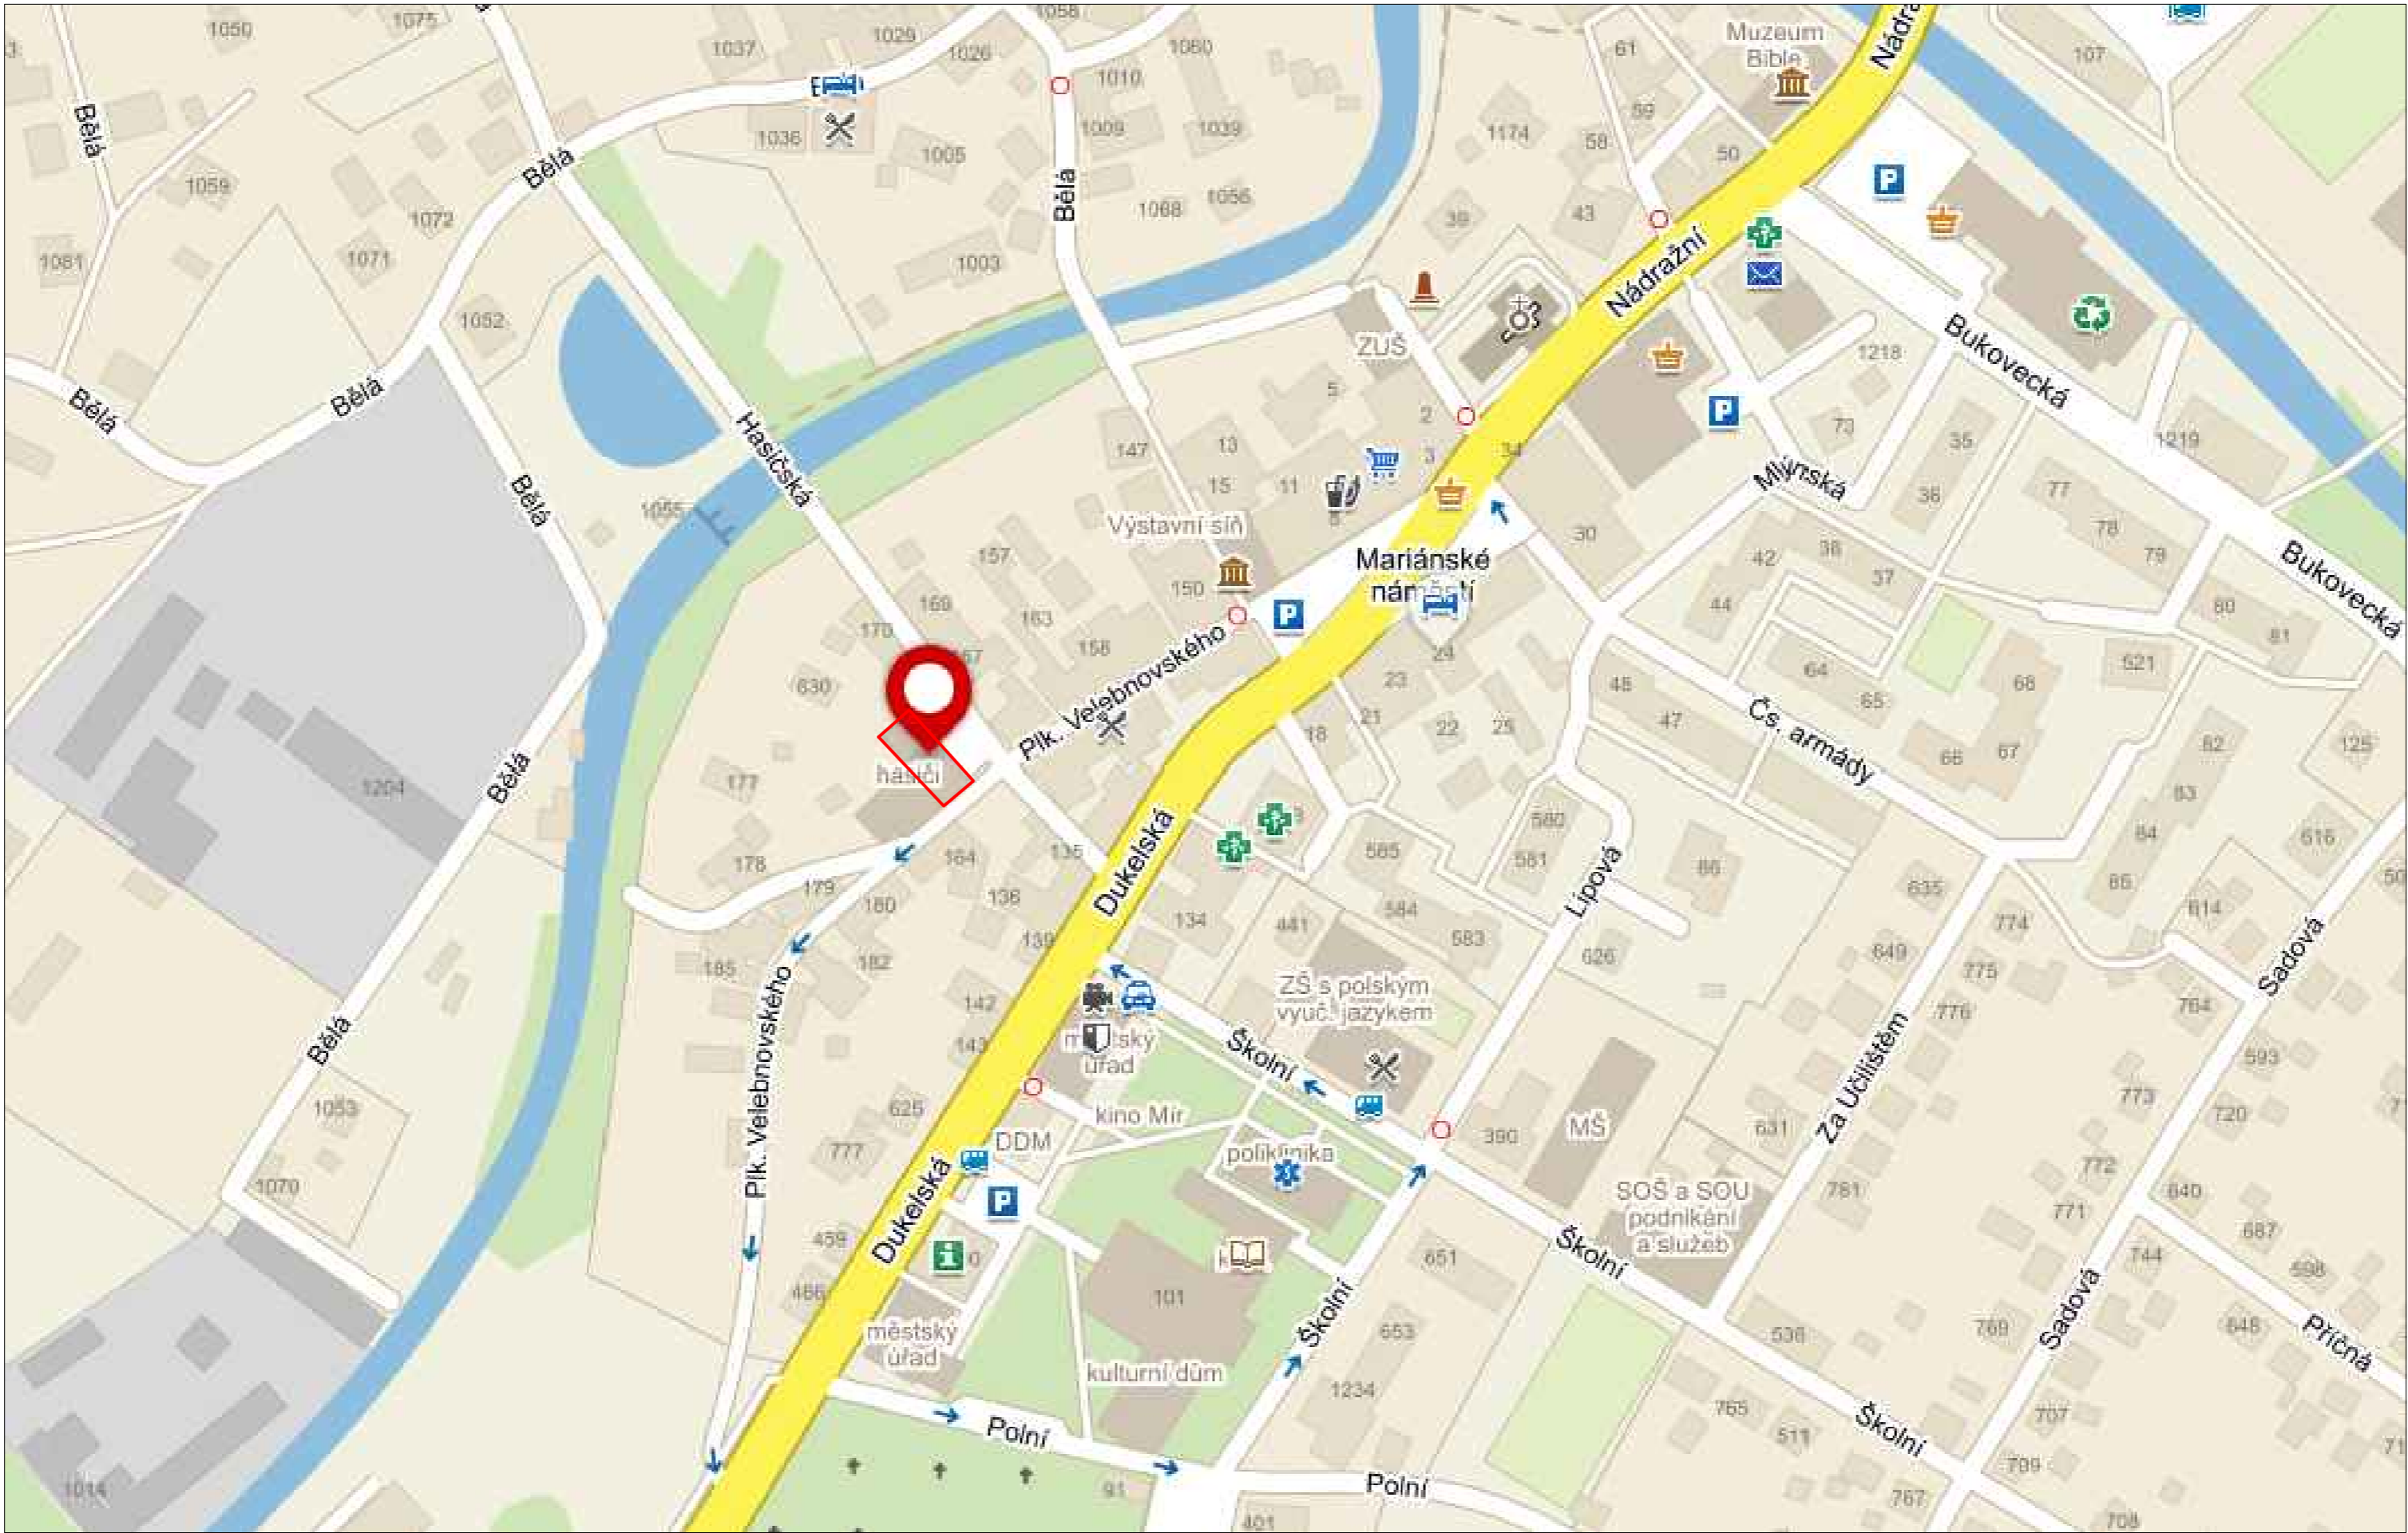 1050
1075
1058
1037
1029
1026
1060
1010
61
Muzeum
Bible
Nádra
107
Bělá
1036
1005
1009
1039
1174
59
58
50
Bělá
1059
1072
Bělá
1068
1056
39
43
1081
1071
1003
Nádražní
1052
ZUŠ
Bukovecká
1218
5
2
Bělá
Bělá
Hasičská
147
13
3
34
73
35
1219
Bělá
15
11
Mlýnská
36
77
1055
Výstavní síň
8
30
78
157
Mariánské
náměstí
42
38
79
Bukovecká
150
37
169
163
44
80
170
158
81
24
64
521
630
Plk. Velebnovského
23
48
65
68
21
22
25
47
Čs. armády
18
66
67
82
125
hasiči
177
1204
Bělá
83
Dukelská
580
84
616
135
585
581
178
164
Lipová
86
85
179
180
136
635
134
584
614
441
774
139
583
Sadová
185
182
626
649
775
142
ZŠ s polským
vyuč. jazykem
764
776
Plk. Velebnovského
143
úřad
Školní
Za Učilištěm
593
Bělá
1053
625
kino Mír
773
720
DDM
390
MŠ
631
777
poliklinika
772
1070
SOŠ a SOU
podnikání
a služeb
781
640
771
Dukelská
459
687
651
Školní
744
598
466
101
Školní
Sadová
městský
úřad
653
536
769
648
Příčná
kulturní dům
1234
765
707
Polní
511
Školní
709
1014
91
Polní
767
401
708